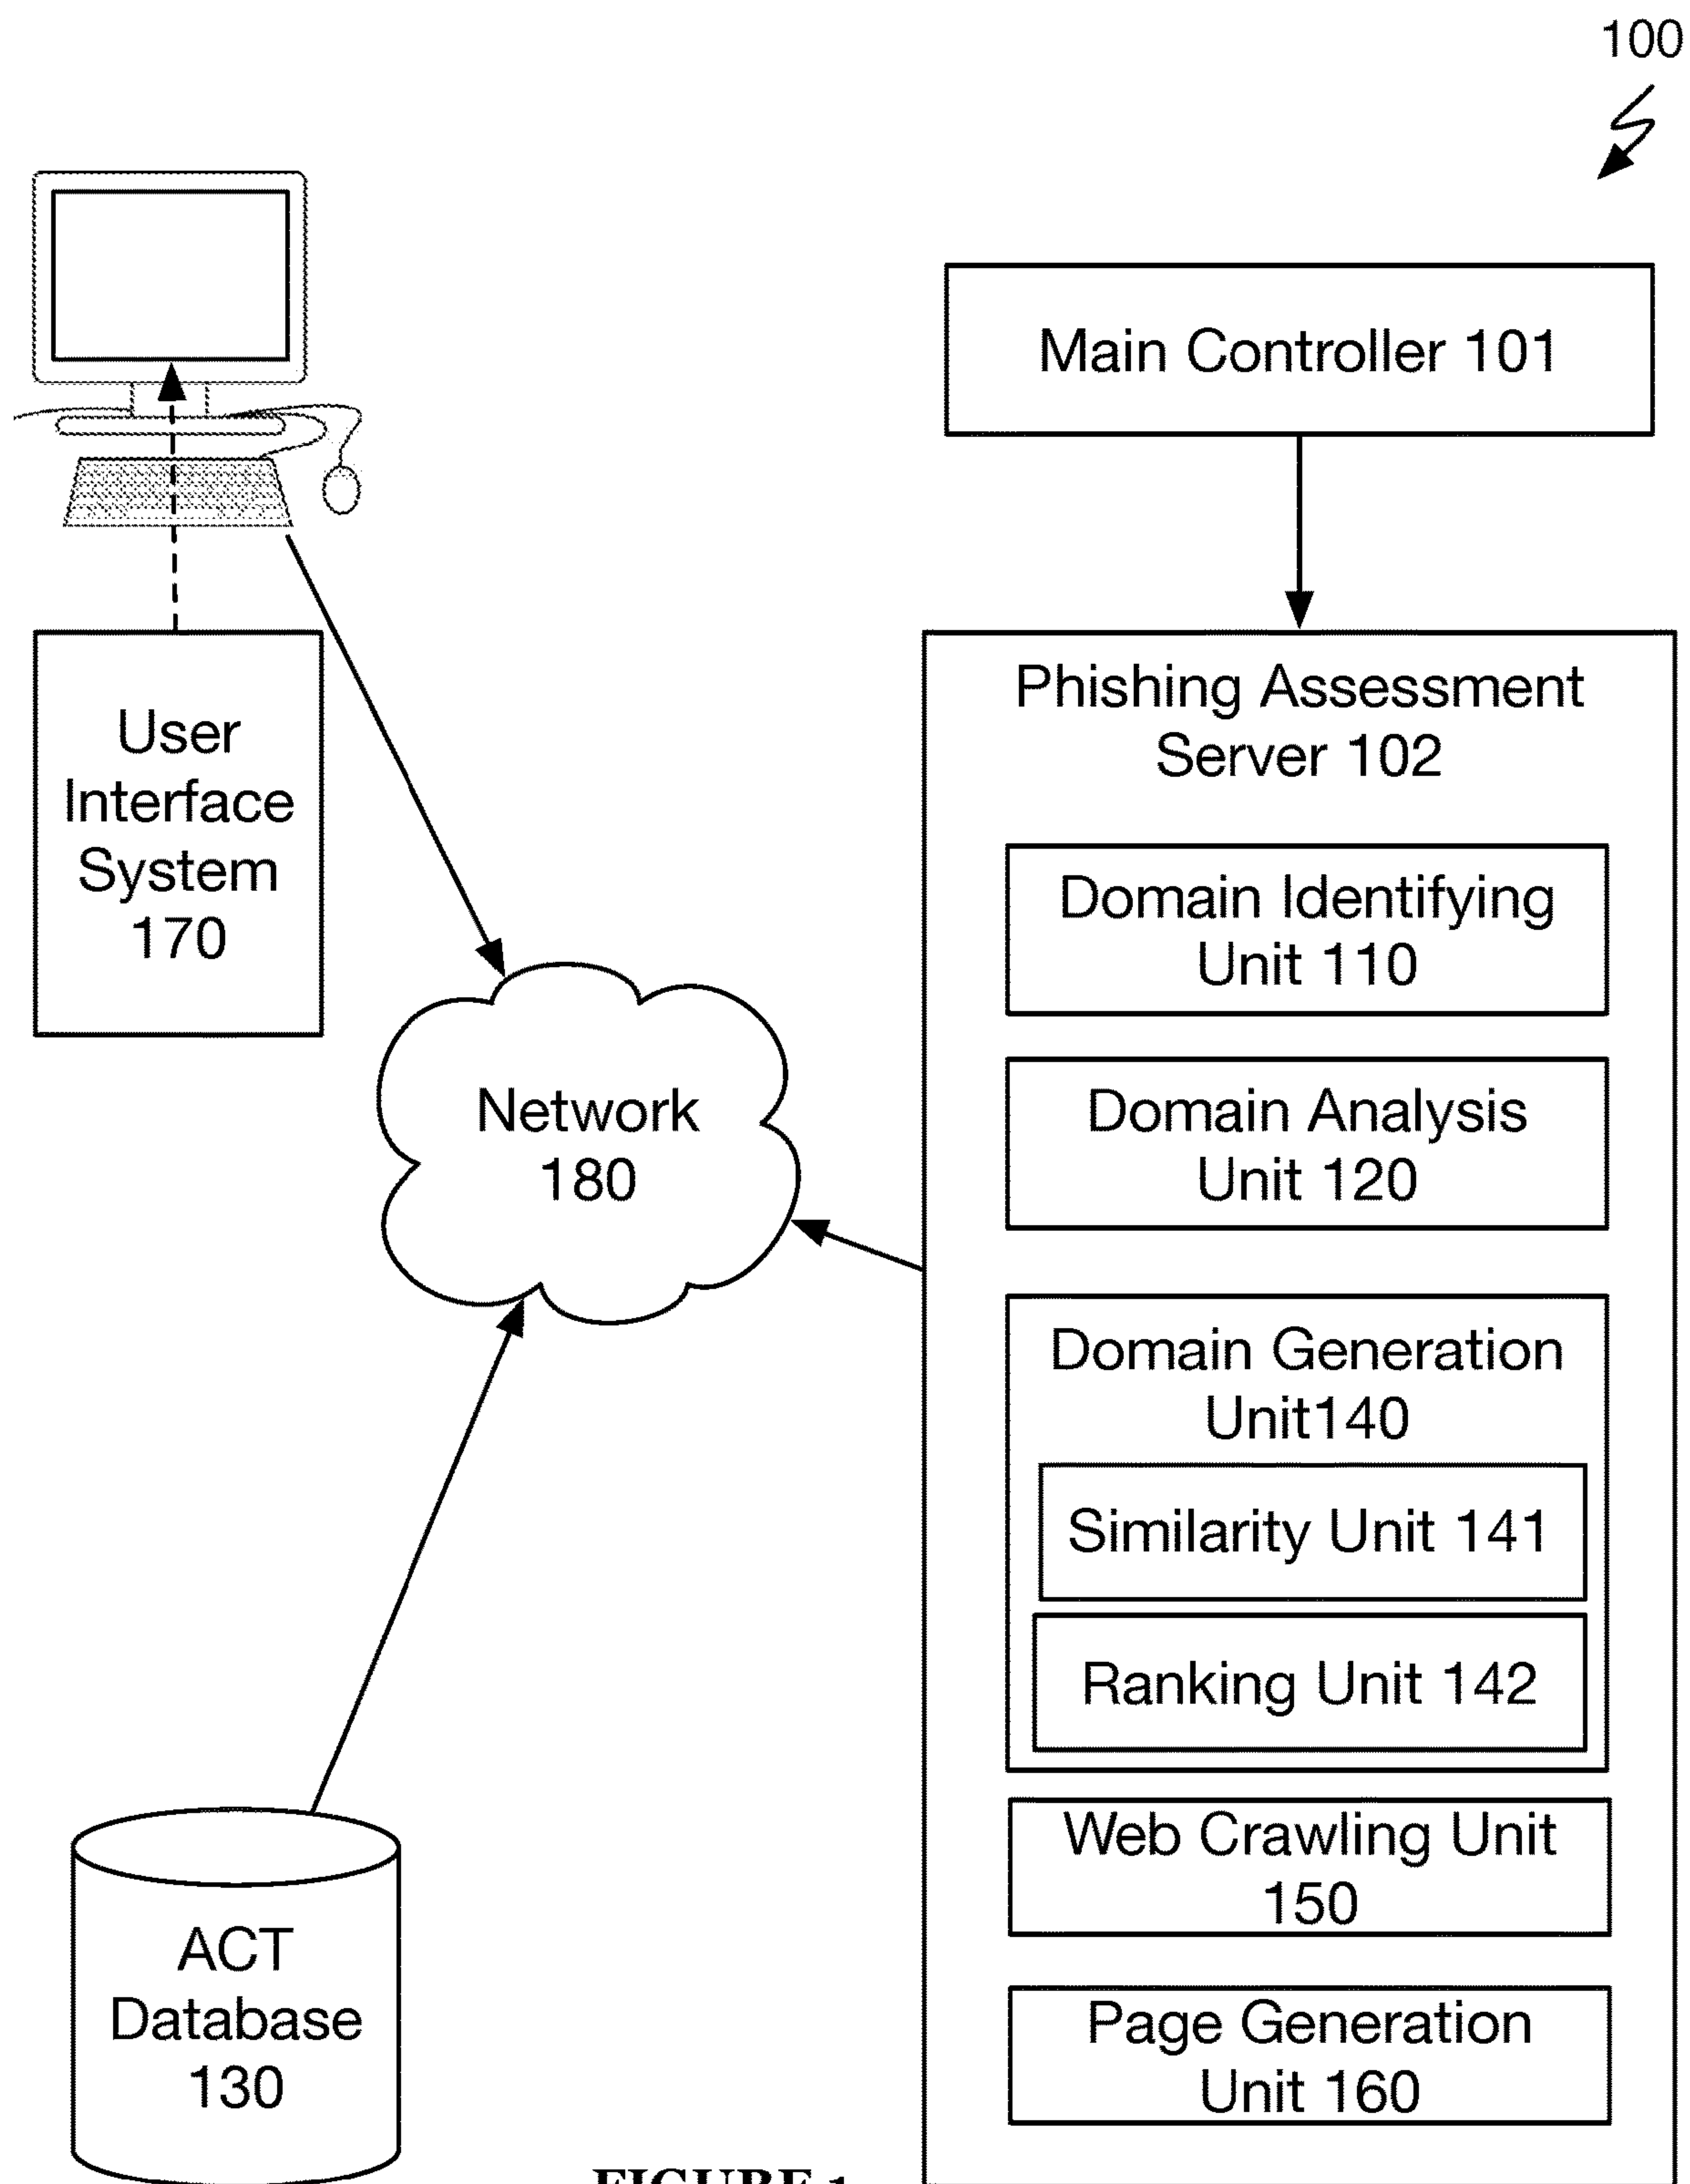 100
Main Controller 101
User
Interface
System
170
Phishing Assessment
Server 102
Domain Identifying
Unit 110
Domain Analysis
Unit 120
Network
180
Domain Generation
Unit140
Similarity Unit 141
Ranking Unit 142
Web Crawling Unit
150
Page Generation
Unit 160
ACT
Database
130
FIGURE 1